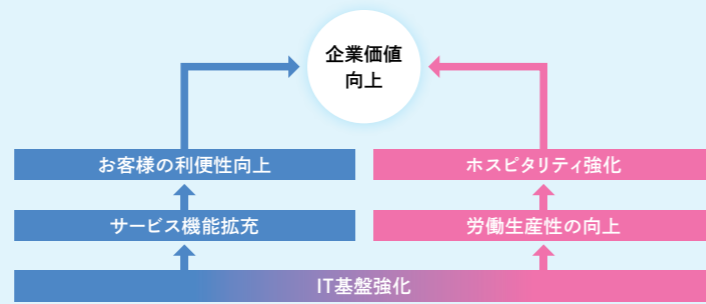 企業価値
向上
お客様の利便性向上
ホスピタリティ強化
サービス機能拡充
労働生産性の向上
IT基盤強化